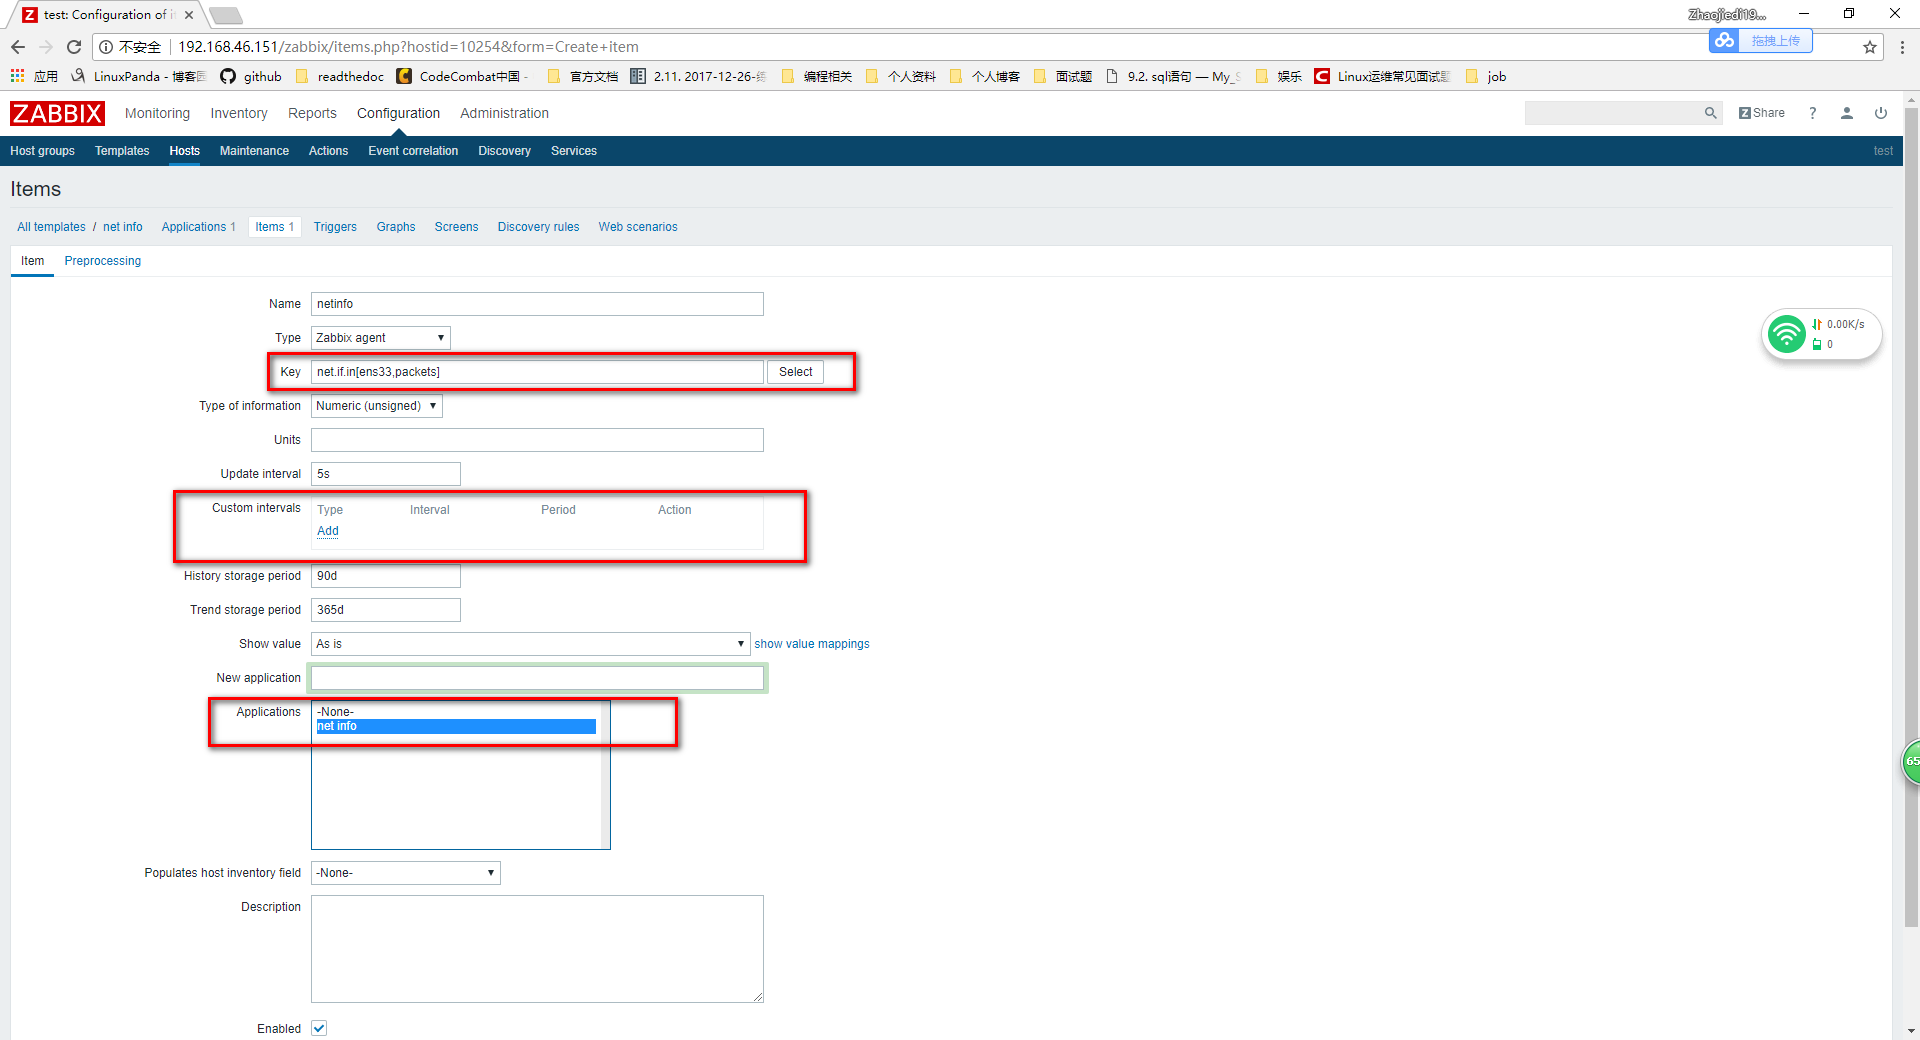 test: Configuration of i
Zhaojiedi19...
不安全 192.168.46.151/zabbix/items.php?hostid=10254&form=Create+item
拖拽上传
应用 LinuxPanda - 博客园 github readthedoc CodeCombat中国 - 官方文档 2.11. 2017-12-26- 编程相关 个人资料 个人博客 面试题 9.2. sql语句 — My_S 娱乐 Linux运维常见面试题 job
ZABBIX Monitoring Inventory Reports Configuration Administration Z Share ?
Host groups Templates Hosts Maintenance Actions Event correlation Discovery Services test
Items
All templates / net info Applications 1 Items 1 Triggers Graphs Screens Discovery rules Web scenarios
Item Preprocessing
Name netinfo
Type Zabbix agent
Key net.if.in[ens33,packets] Select
Type of information Numeric (unsigned)
Units
Update interval 5s
Custom intervals Type Interval Period Action
Add
History storage period 90d
Trend storage period 365d
Show value As is show value mappings
New application
Applications -None-
net info
Populates host inventory field -None-
Description
Enabled
0.00K/s
0
65